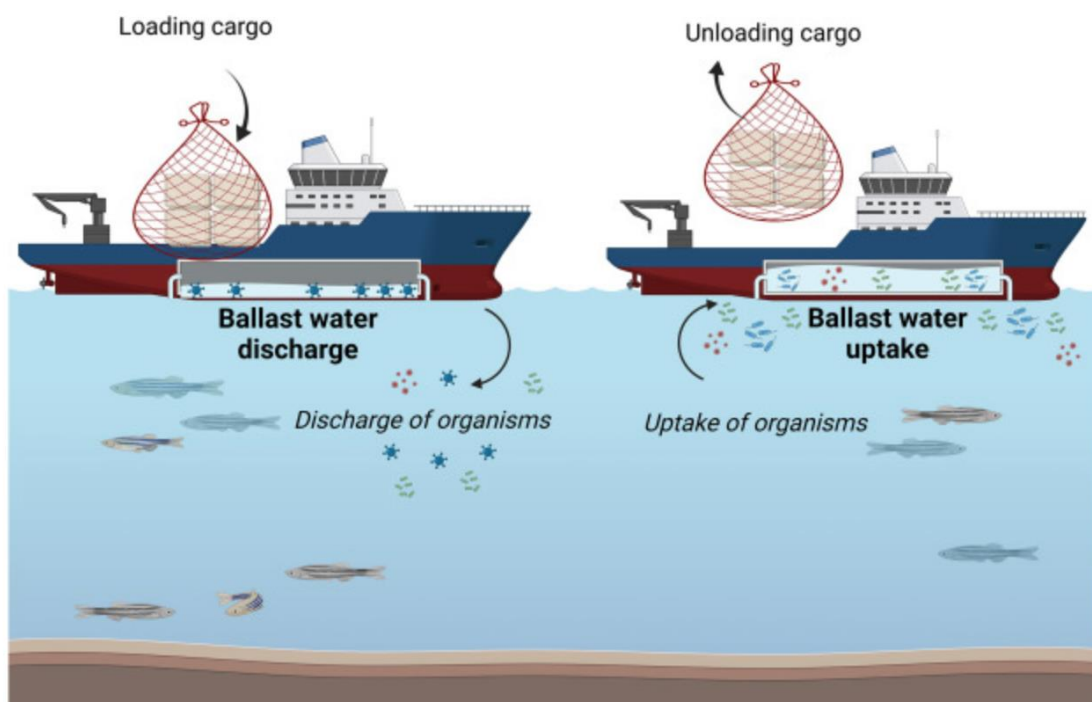 Loading cargo
Unloading cargo
Ballast water
discharge
Ballast water
uptake
Discharge of organisms
Uptake of organisms